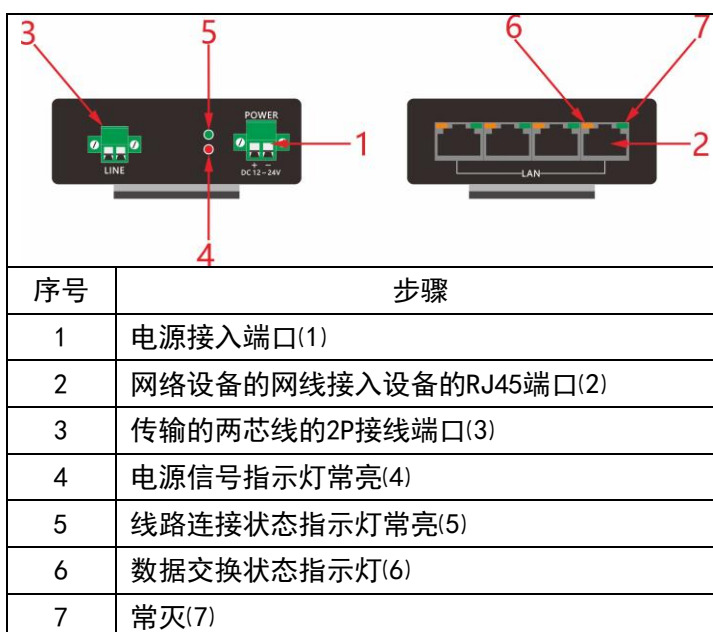 3 5 6 7
POWER
1
2
LINE
+ −
DC 12-24V
LAN
4
序号 步骤
1 电源接入端口(1)
2 网络设备的网线接入设备的RJ45端口(2)
3 传输的两芯线的2P接线端口(3)
4 电源信号指示灯常亮(4)
5 线路连接状态指示灯常亮(5)
6 数据交换状态指示灯(6)
7 常灭(7)